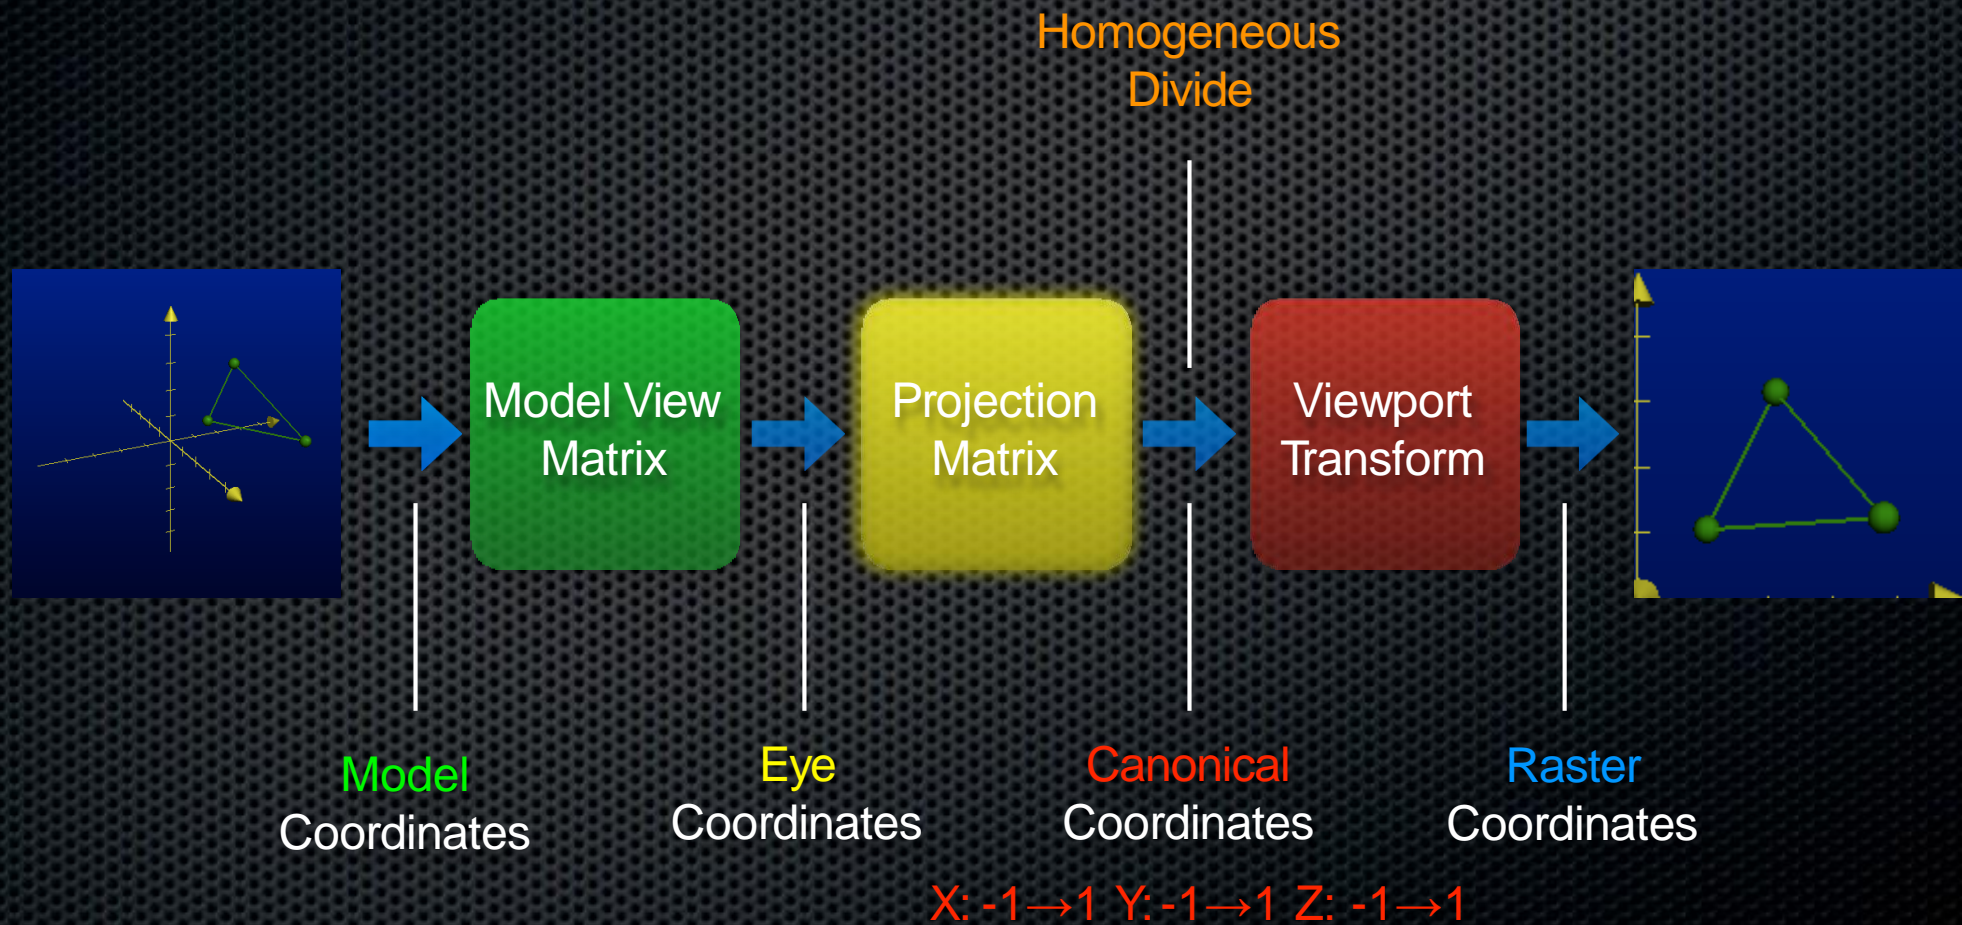 Homogeneous
Divide
Model View
Matrix
Projection
Matrix
Viewport
Transform
Model
Coordinates
Eye
Coordinates
Canonical
Coordinates
Raster
Coordinates
X: -1→1 Y: -1→1 Z: -1→1